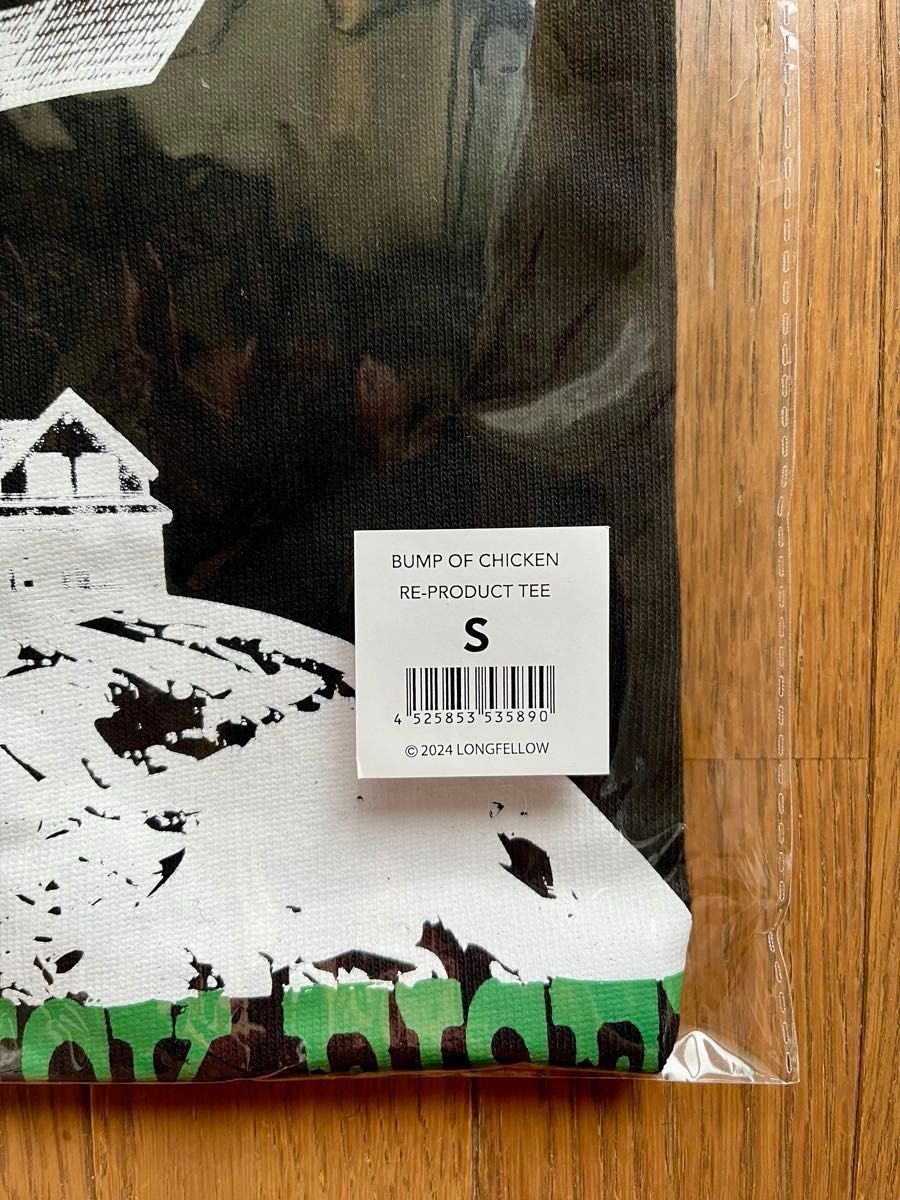 BUMP OF CHICKEN
RE-PRODUCT TEE
S
4 525853 535890
© 2024 LONGFELLOW